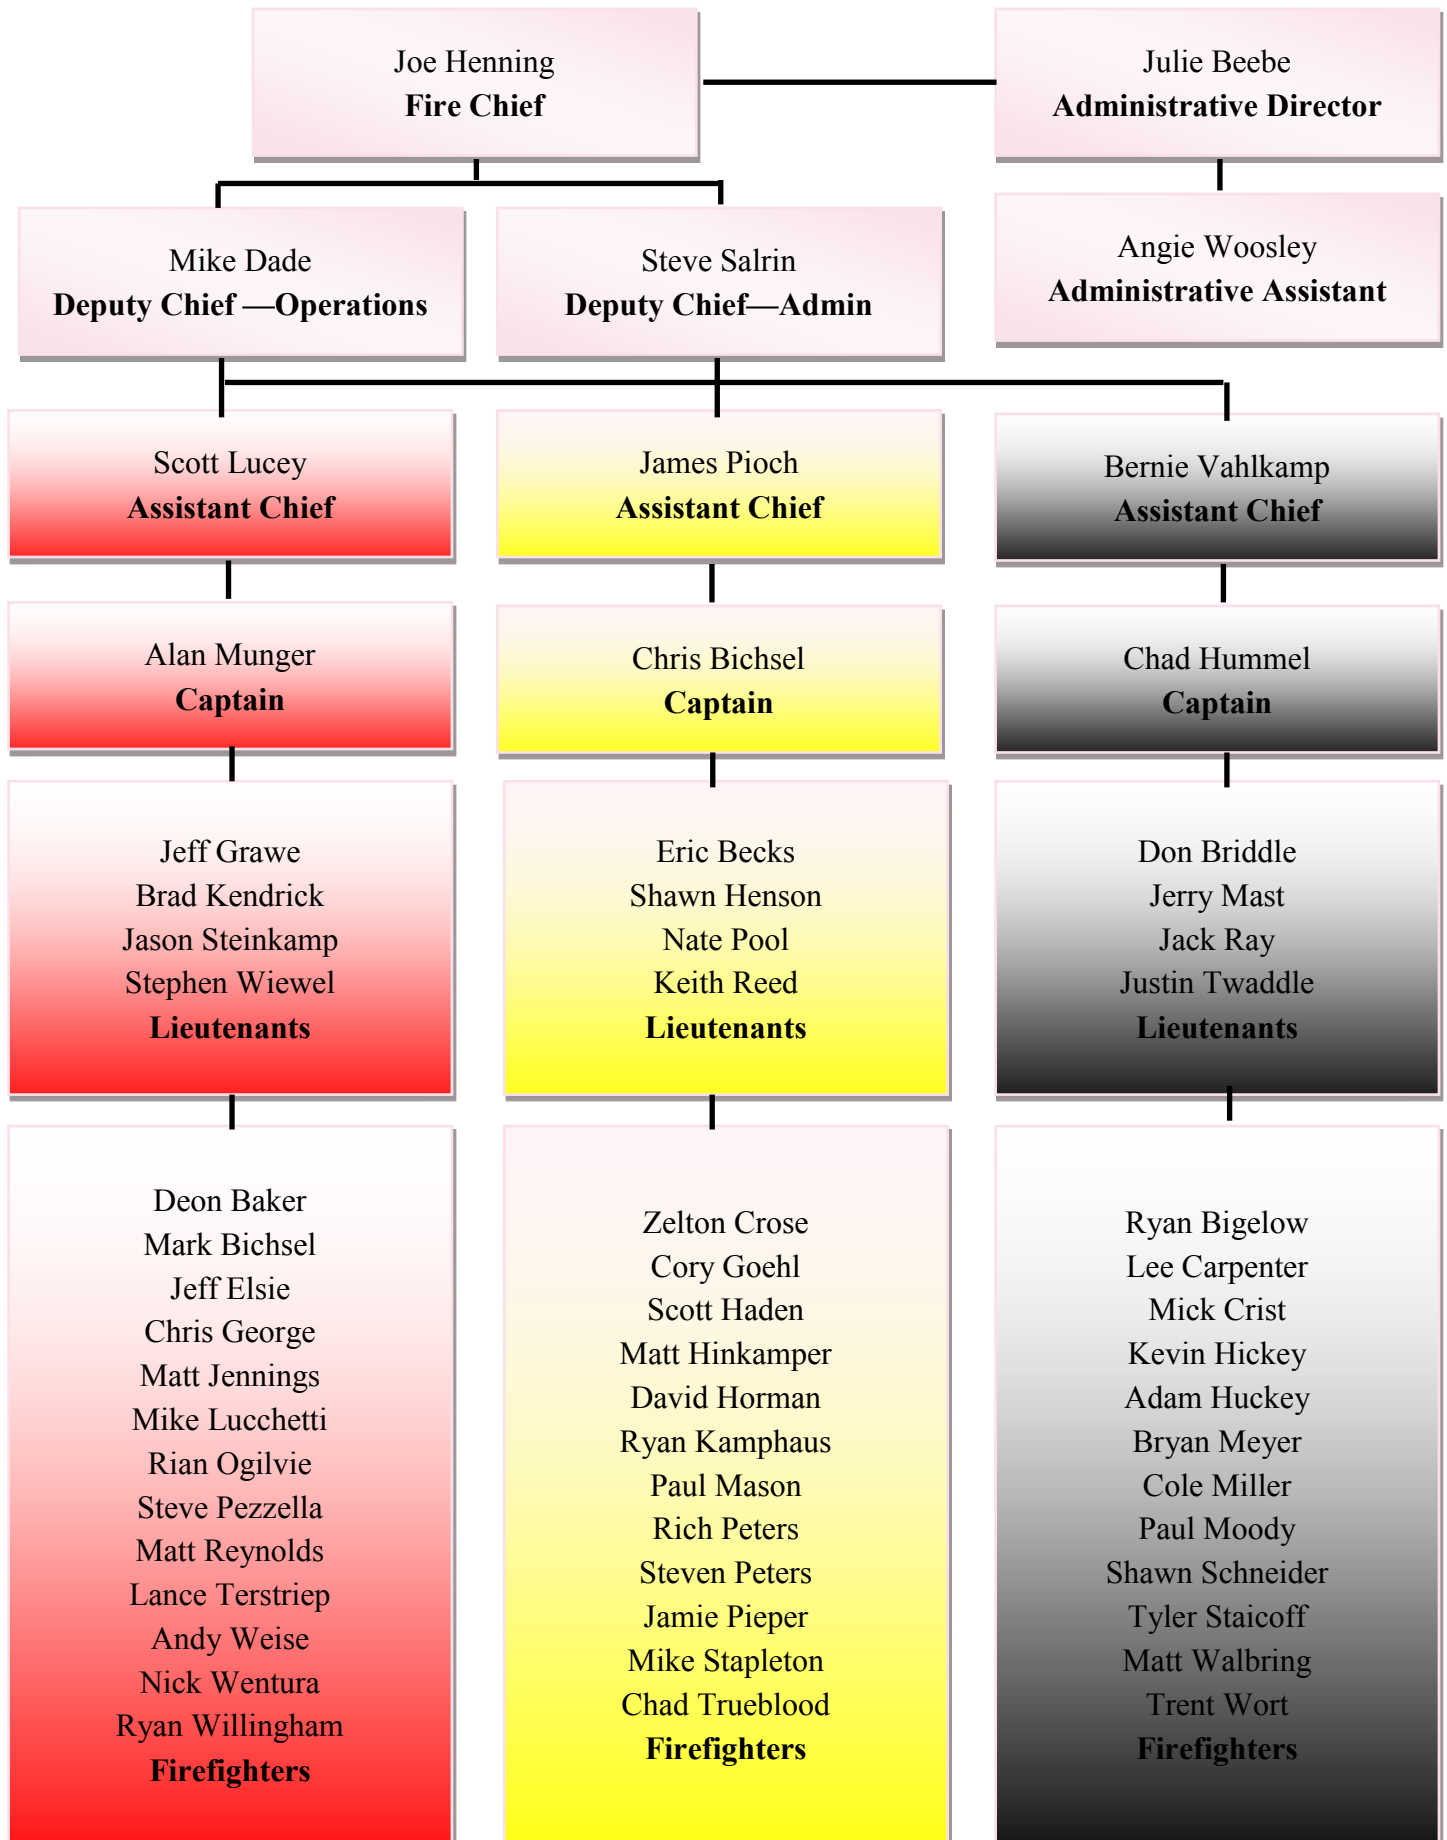 Joe Henning
Fire Chief
Julie Beebe
Administrative Director
Mike Dade
Deputy Chief —Operations
Steve Salrin
Deputy Chief—Admin
Angie Woosley
Administrative Assistant
Scott Lucey
Assistant Chief
James Pioch
Assistant Chief
Bernie Vahlkamp
Assistant Chief
Alan Munger
Captain
Chris Bichsel
Captain
Chad Hummel
Captain
Jeff Grawe
Brad Kendrick
Jason Steinkamp
Stephen Wiewel
Lieutenants
Eric Becks
Shawn Henson
Nate Pool
Keith Reed
Lieutenants
Don Briddle
Jerry Mast
Jack Ray
Justin Twaddle
Lieutenants
Deon Baker
Mark Bichsel
Jeff Elsie
Chris George
Matt Jennings
Mike Lucchetti
Rian Ogilvie
Steve Pezzella
Matt Reynolds
Lance Terstriep
Andy Weise
Nick Wentura
Ryan Willingham
Firefighters
Zelton Crose
Cory Goehl
Scott Haden
Matt Hinkamper
David Horman
Ryan Kamphaus
Paul Mason
Rich Peters
Steven Peters
Jamie Pieper
Mike Stapleton
Chad Trueblood
Firefighters
Ryan Bigelow
Lee Carpenter
Mick Crist
Kevin Hickey
Adam Huckey
Bryan Meyer
Cole Miller
Paul Moody
Shawn Schneider
Tyler Staicoff
Matt Walbring
Trent Wort
Firefighters